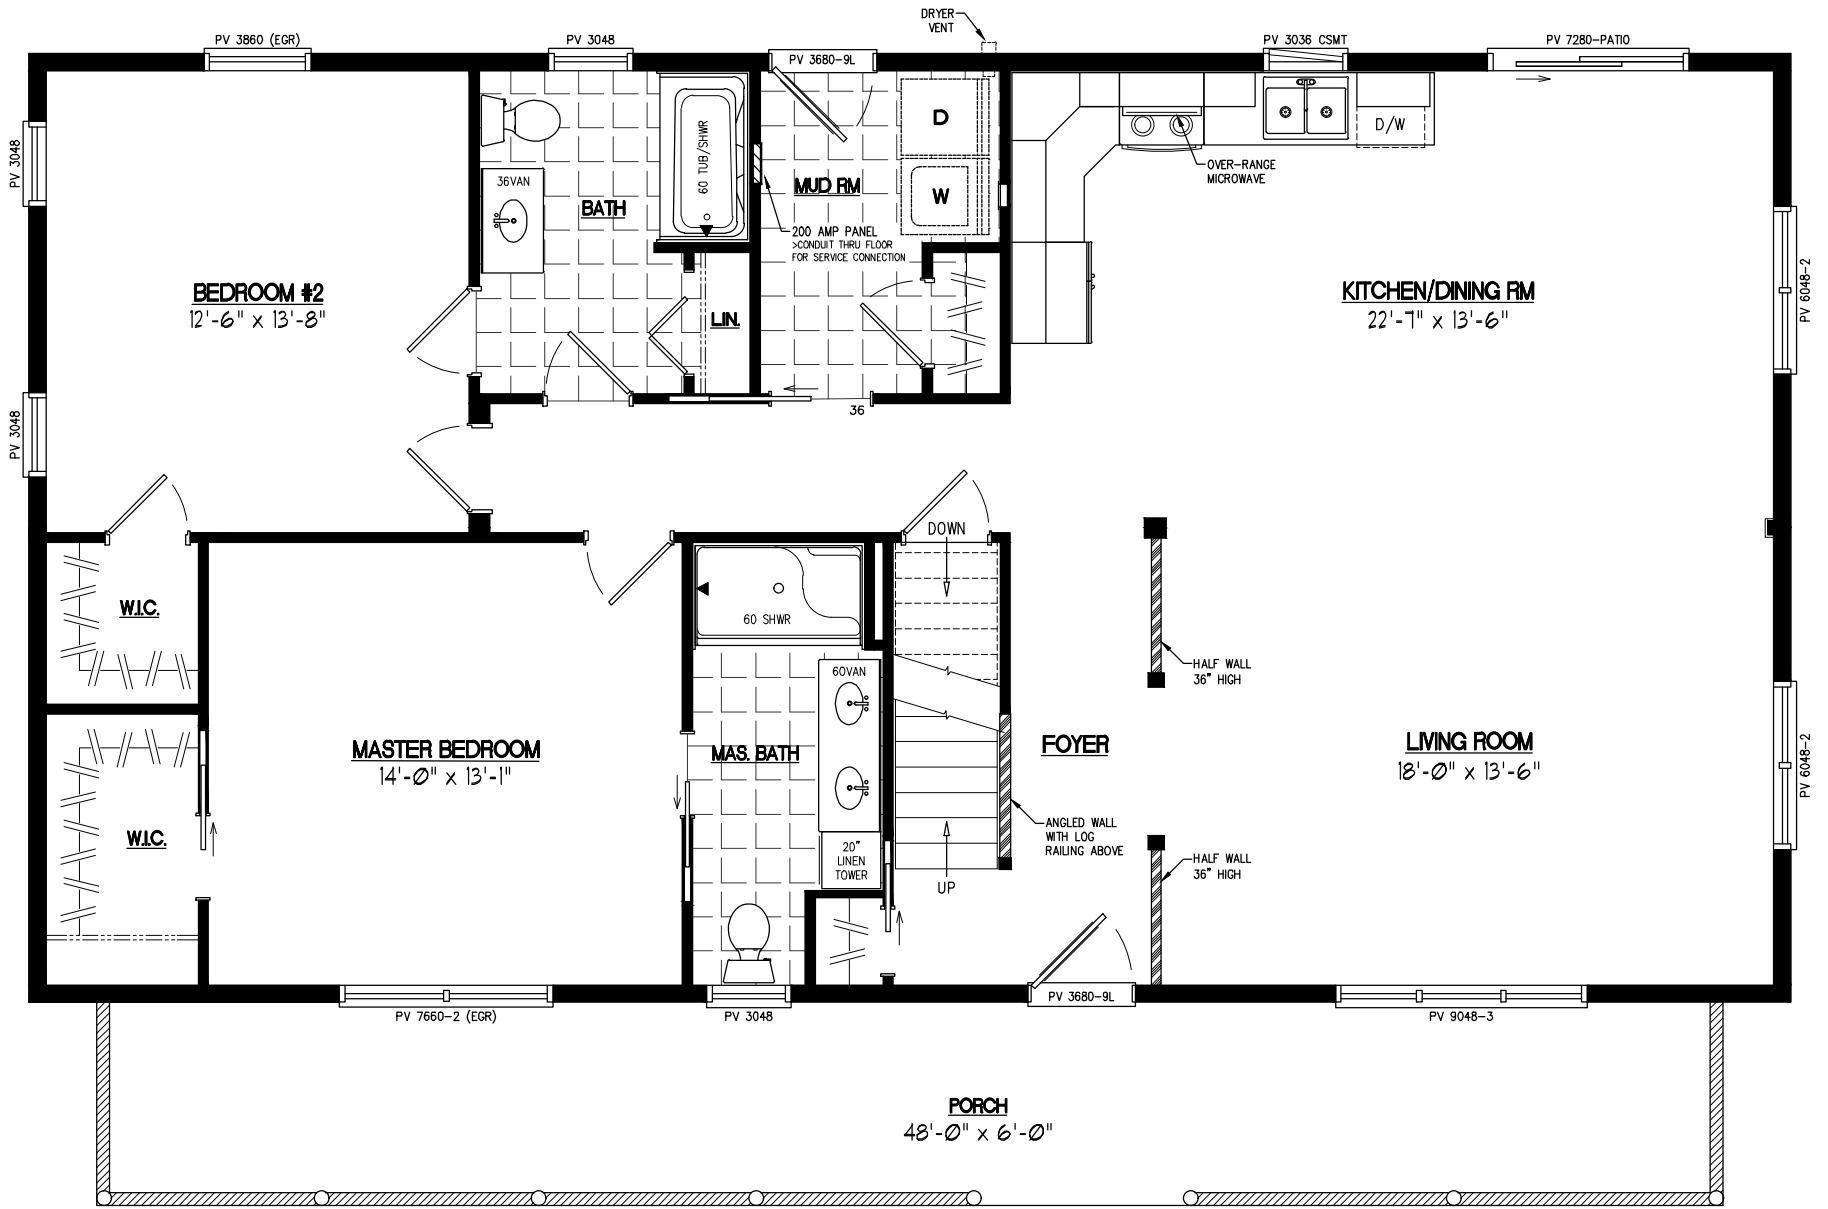 DRYER
VENT
PV 3860 (EGR)
PV 3048
PV 3680-9L
PV 3036 CSMT
PV 7280-PATIO
D
W
D/W
OVER-RANGE
MICROWAVE
60 TUB/SHWR
36VAN
BATH
MUD RM
200 AMP PANEL
>CONDUIT THRU FLOOR
FOR SERVICE CONNECTION
LIN.
36
PV 3048
PV 3048
BEDROOM #2
12'-6" x 13'-8"
KITCHEN/DINING RM
22'-7" x 13'-6"
PV 6048-2
DOWN
60 SHWR
W.I.C.
HALF WALL
36" HIGH
60VAN
MASTER BEDROOM
14'-0" x 13'-1"
MAS. BATH
FOYER
LIVING ROOM
18'-0" x 13'-6"
PV 6048-2
W.I.C.
ANGLED WALL
WITH LOG
RAILING ABOVE
20"
LINEN
TOWER
UP
HALF WALL
36" HIGH
PV 7660-2 (EGR)
PV 3048
PV 3680-9L
PV 9048-3
PORCH
48'-0" x 6'-0"